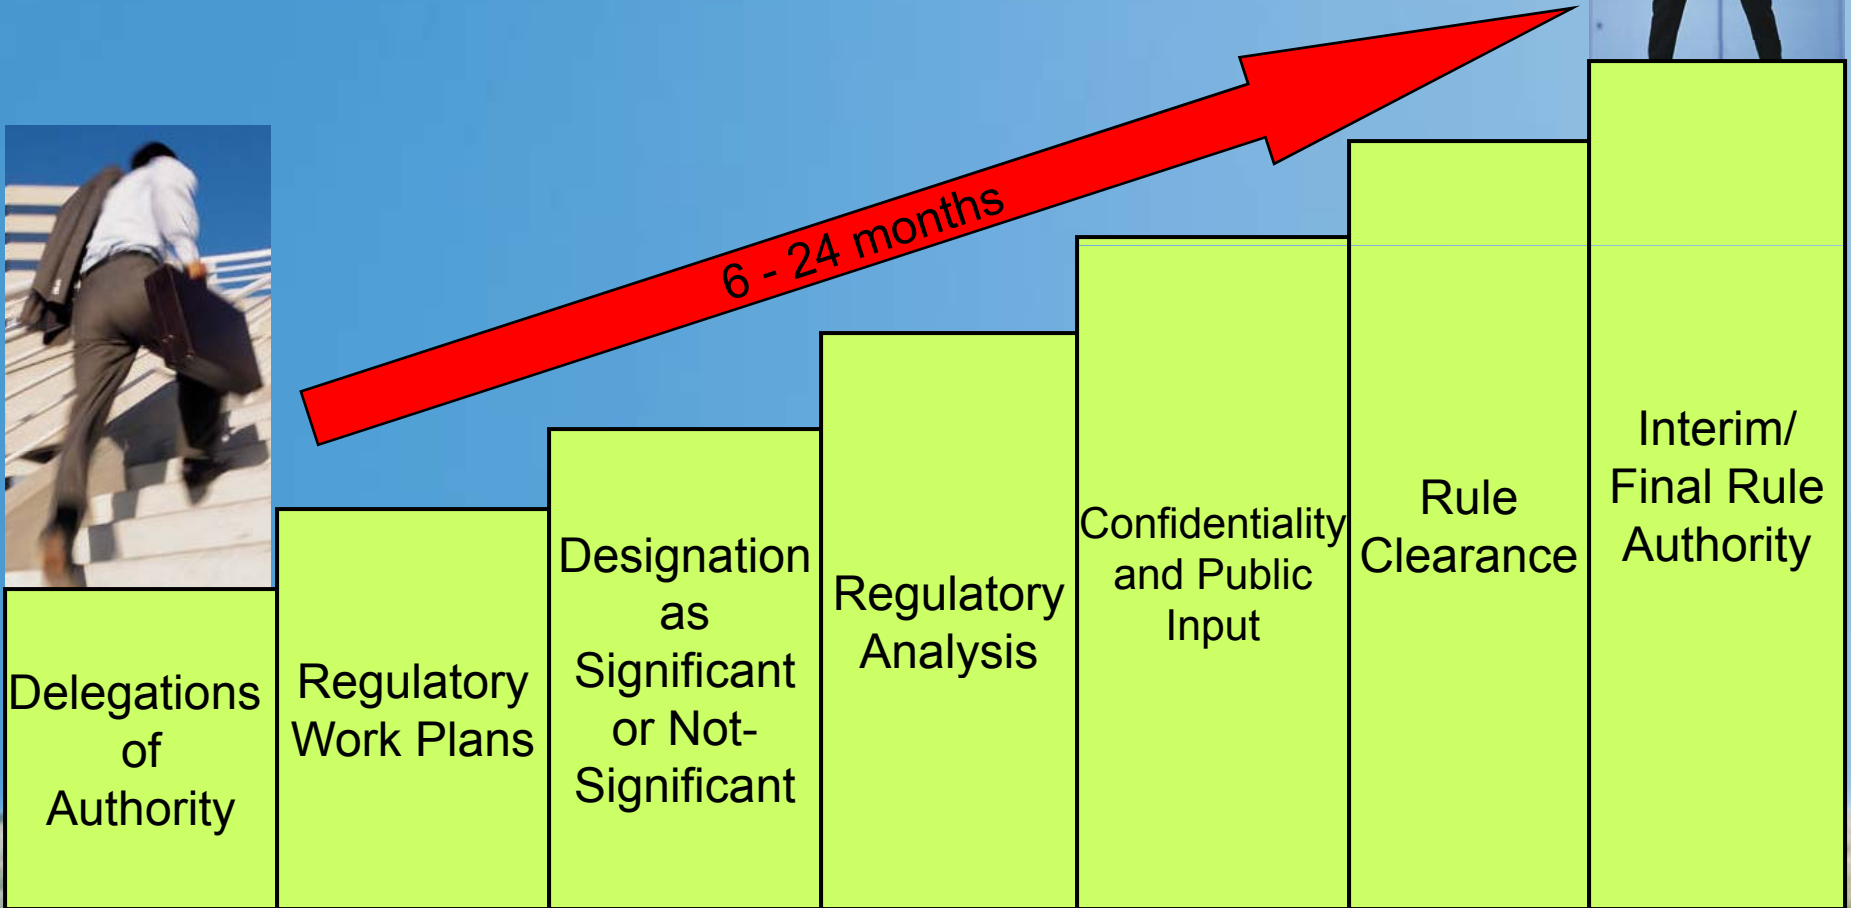 6 - 24 months
Delegations
of
Authority
Regulatory
Work Plans
Designation
as
Significant
or Not-
Significant
Regulatory
Analysis
Confidentiality
and Public
Input
Rule
Clearance
Interim/
Final Rule
Authority